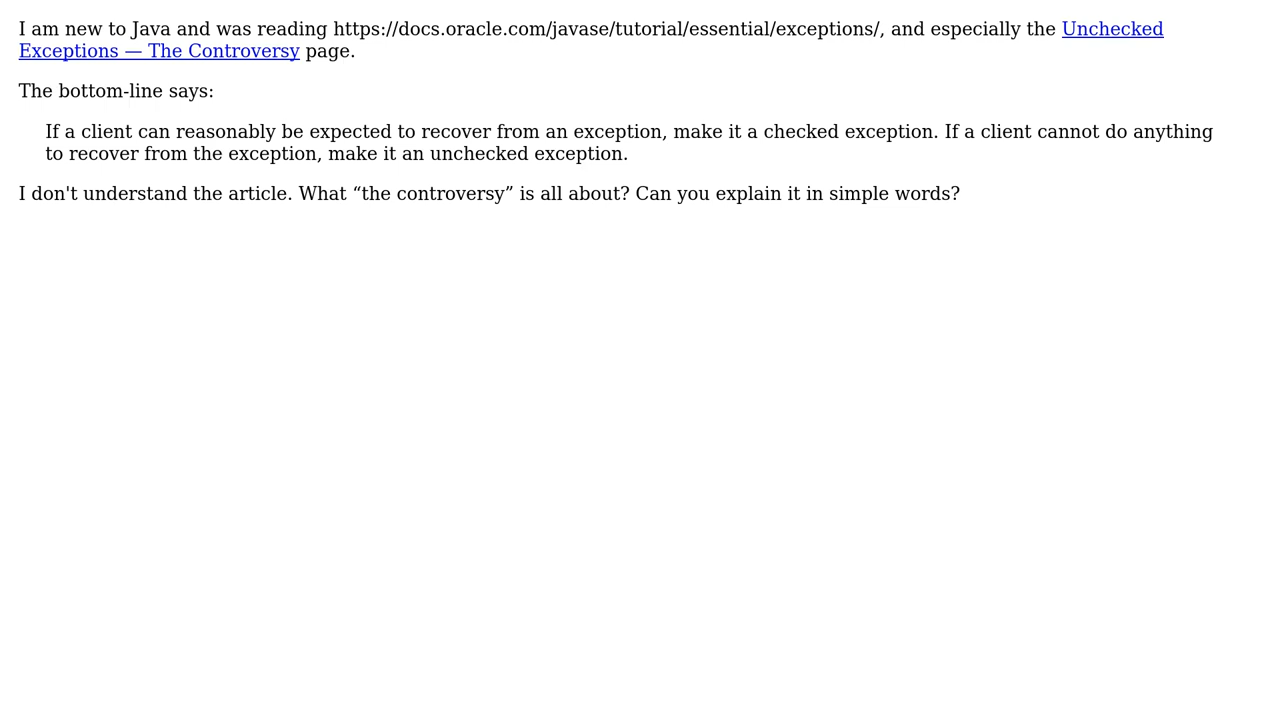 I am new to Java and was reading https://docs.oracle.com/javase/tutorial/essential/exceptions/, and especially the Unchecked
Exceptions — The Controversy page.
The bottom-line says:
If a client can reasonably be expected to recover from an exception, make it a checked exception. If a client cannot do anything
to recover from the exception, make it an unchecked exception.
I don't understand the article. What “the controversy” is all about? Can you explain it in simple words?